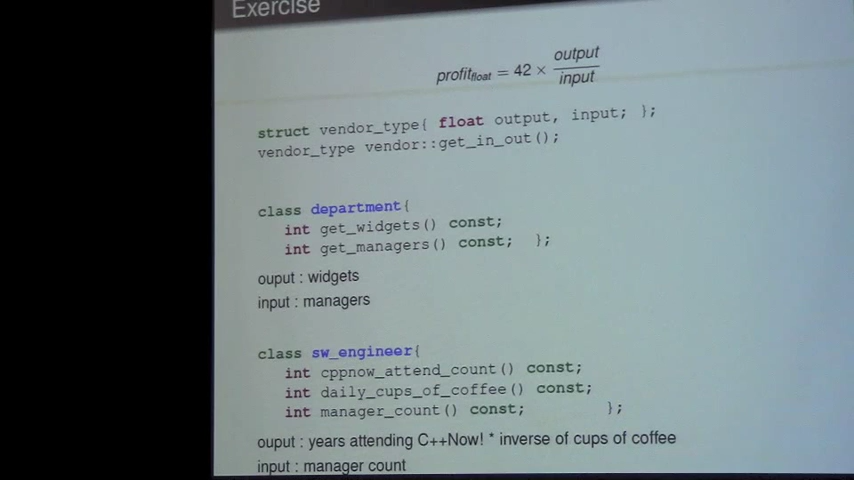 Exercise
profit float = 42 × output / input
struct vendor_type{ float output, input; };
vendor_type vendor::get_in_out();
class department{
int get_widgets() const;
int get_managers() const; };
ouput : widgets
input : managers
class sw_engineer{
int cppnow_attend_count() const;
int daily_cups_of_coffee() const;
int manager_count() const; };
ouput : years attending C++Now! * inverse of cups of coffee
input : manager count